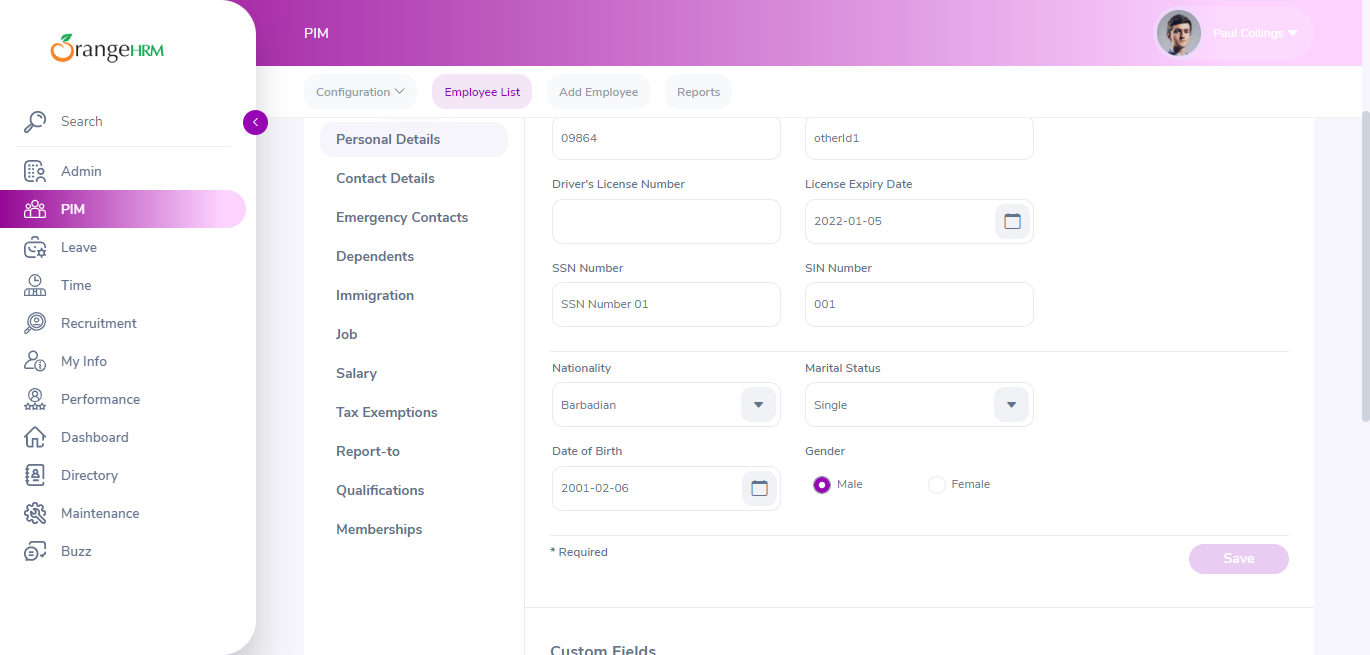 OrangeHRM
PIM
Paul Collings
Configuration
Employee List
Add Employee
Reports
Search
Admin
PIM
Leave
Time
Recruitment
My Info
Performance
Dashboard
Directory
Maintenance
Buzz
Personal Details
Contact Details
Emergency Contacts
Dependents
Immigration
Job
Salary
Tax Exemptions
Report-to
Qualifications
Memberships
09864
otherId1
Driver's License Number
License Expiry Date
2022-01-05
SSN Number
SIN Number
SSN Number 01
001
Nationality
Marital Status
Barbadian
Single
Date of Birth
Gender
2001-02-06
Male
Female
* Required
Save
Custom Fields